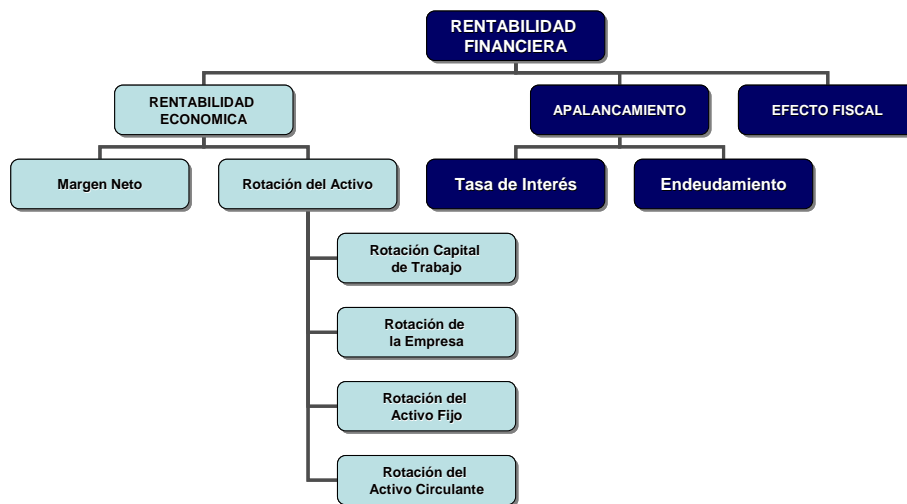 RENTABILIDAD
FINANCIERA
RENTABILIDAD
ECONOMICA
APALANCAMIENTO
EFECTO FISCAL
Margen Neto
Rotación del Activo
Tasa de Interés
Endeudamiento
Rotación Capital
de Trabajo
Rotación de
la Empresa
Rotación del
Activo Fijo
Rotación del
Activo Circulante